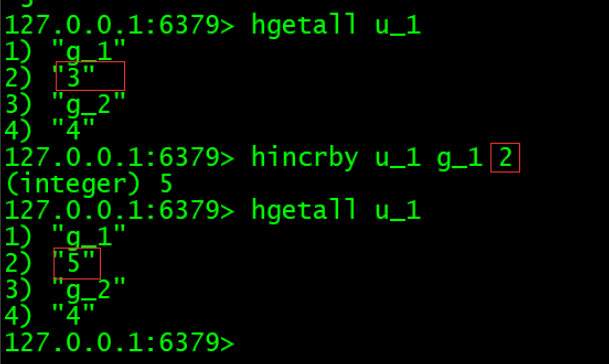 127.0.0.1:6379> hgetall u_1
1) "g_1"
2) "3"
3) "g_2"
4) "4"
127.0.0.1:6379> hincrby u_1 g_1 2
(integer) 5
127.0.0.1:6379> hgetall u_1
1) "g_1"
2) "5"
3) "g_2"
4) "4"
127.0.0.1:6379>